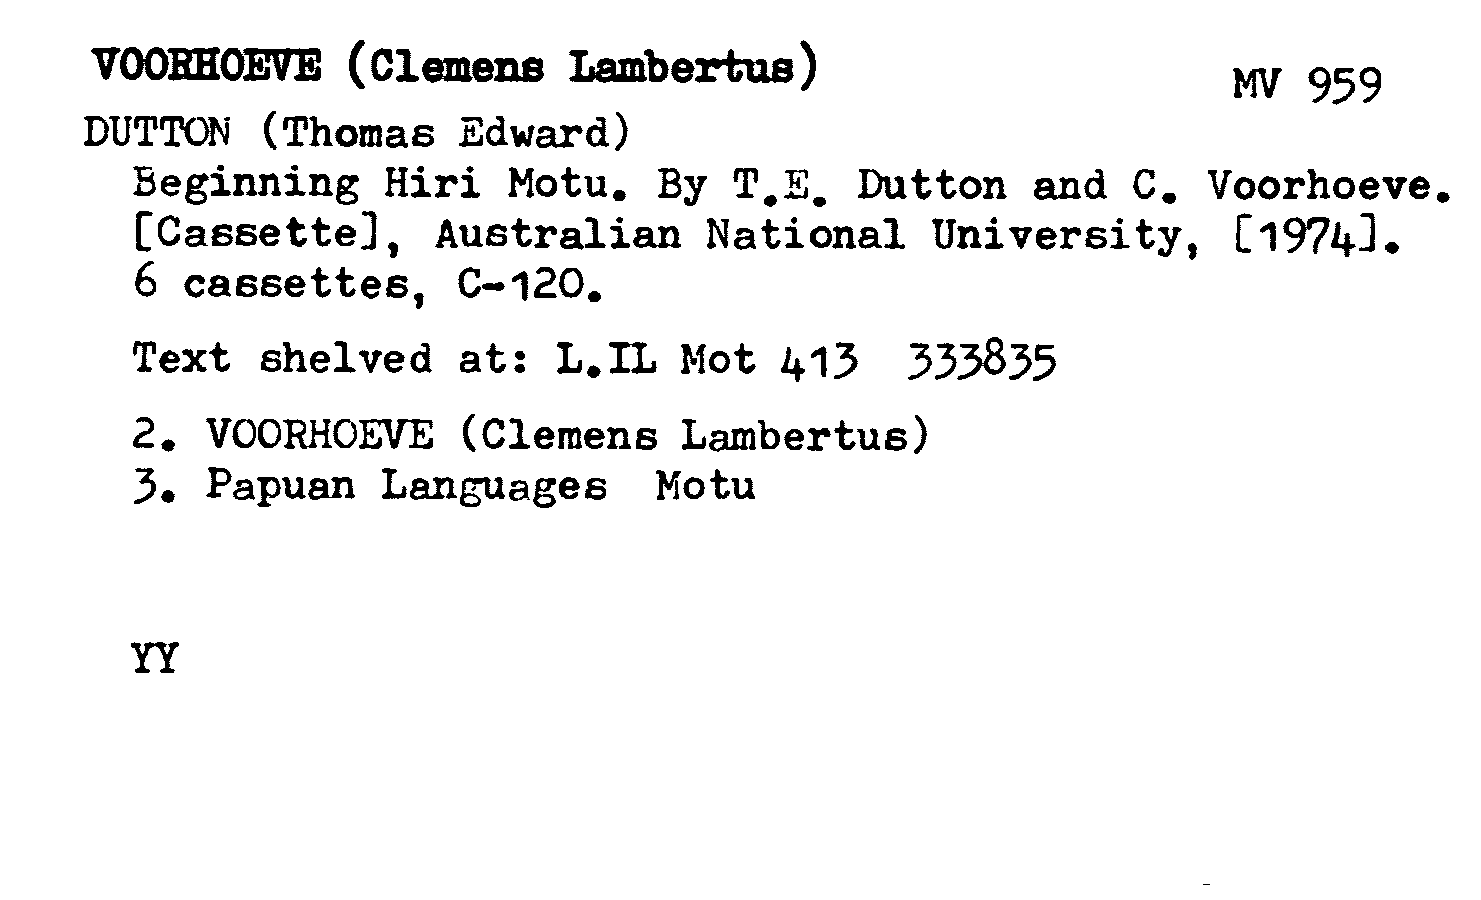 VOORHOEVE (Clemens Lambertus)
MV 959
DUTTON (Thomas Edward)
Beginning Hiri Motu. By T.E. Dutton and C. Voorhoeve.
[Cassette], Australian National University, [1974].
6 cassettes, C-120.
Text shelved at: L.IL Mot 413 333835
2. VOORHOEVE (Clemens Lambertus)
3. Papuan Languages Motu
YY